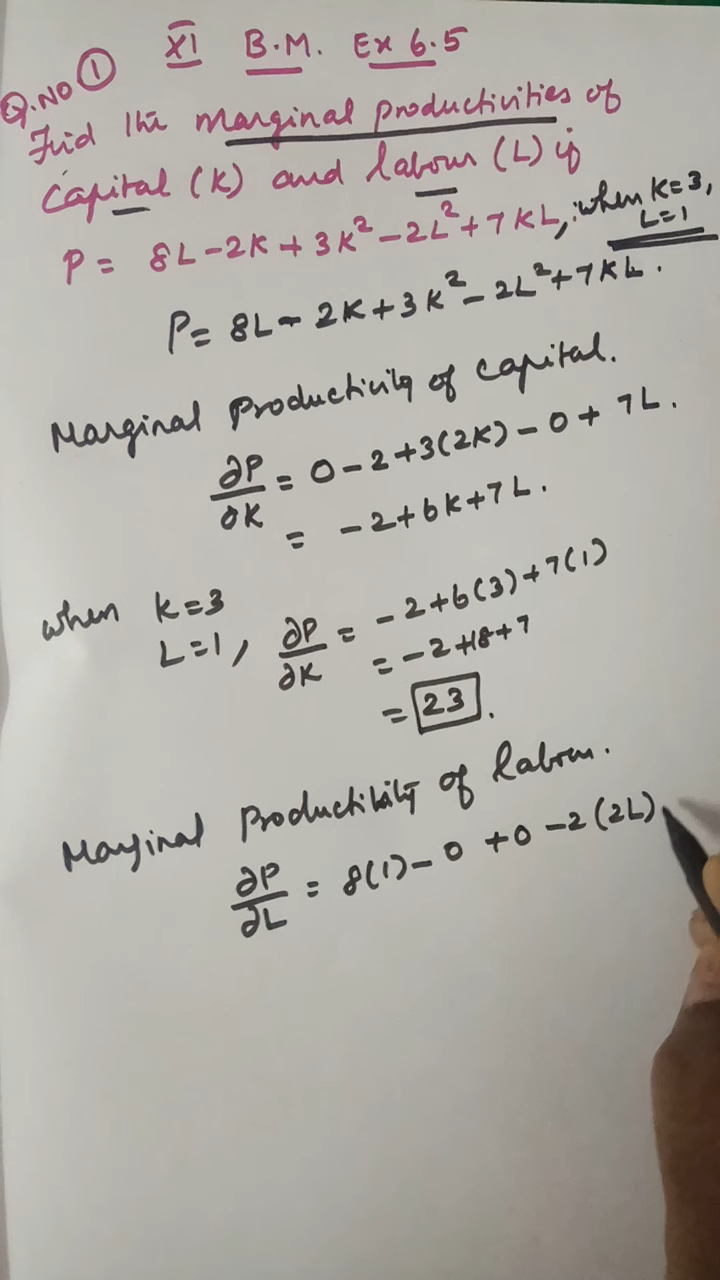 XI B.M. Ex 6.5
Q.No ①
Find the marginal productivities of
capital (K) and labour (L) if
P = 8L-2K+3K²-2L²+7KL, when K=3,
L=1
P= 8L-2K+3K²-2L²+7KL.
Marginal Productivity of capital.
∂P/∂K = 0-2+3(2K)-0+7L.
= -2+6K+7L.
when K=3
L=1, ∂P/∂K = -2+6(3)+7(1)
= -2+18+7
= 23.
Marginal Productivity of labour.
∂P/∂L = 8(1)-0+0-2(2L)